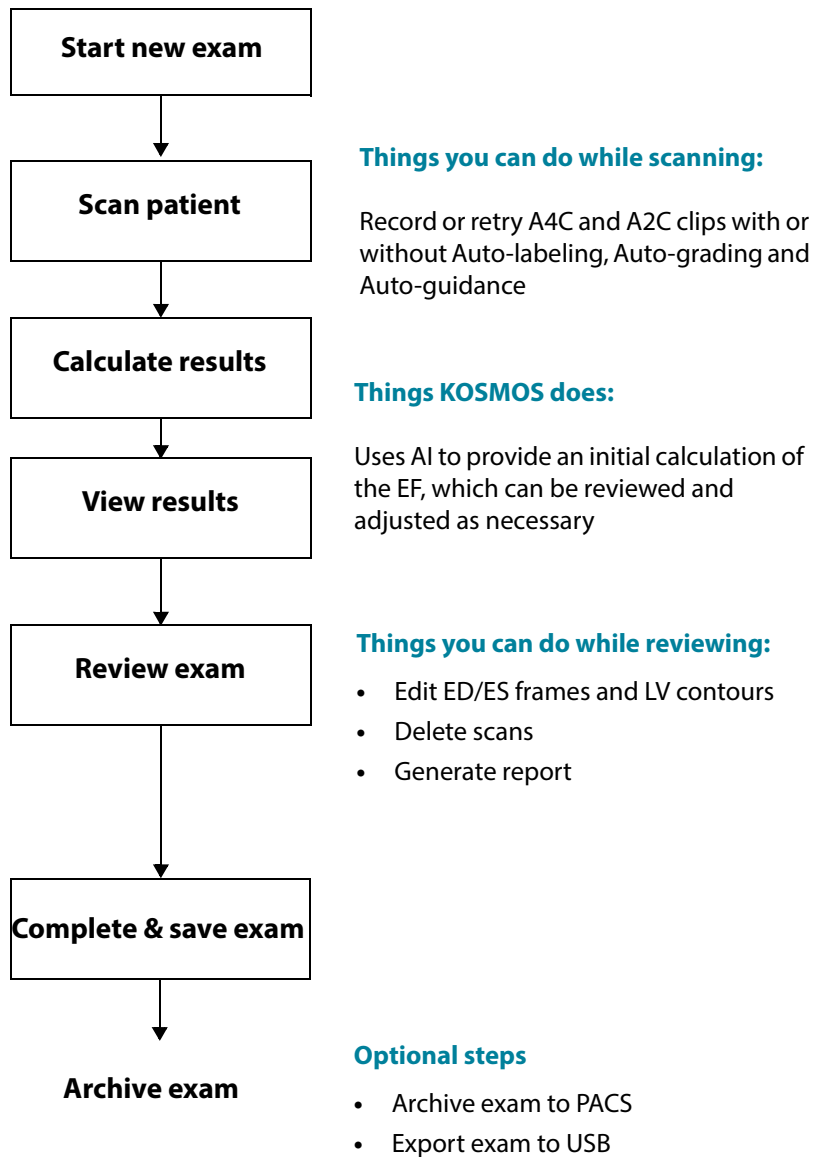 Start new exam
Things you can do while scanning:
Scan patient
Record or retry A4C and A2C clips with or
without Auto-labeling, Auto-grading and
Auto-guidance
Calculate results
Things KOSMOS does:
Uses AI to provide an initial calculation of
the EF, which can be reviewed and
adjusted as necessary
View results
Things you can do while reviewing:
Review exam
• Edit ED/ES frames and LV contours
• Delete scans
• Generate report
Complete & save exam
Optional steps
Archive exam
• Archive exam to PACS
• Export exam to USB